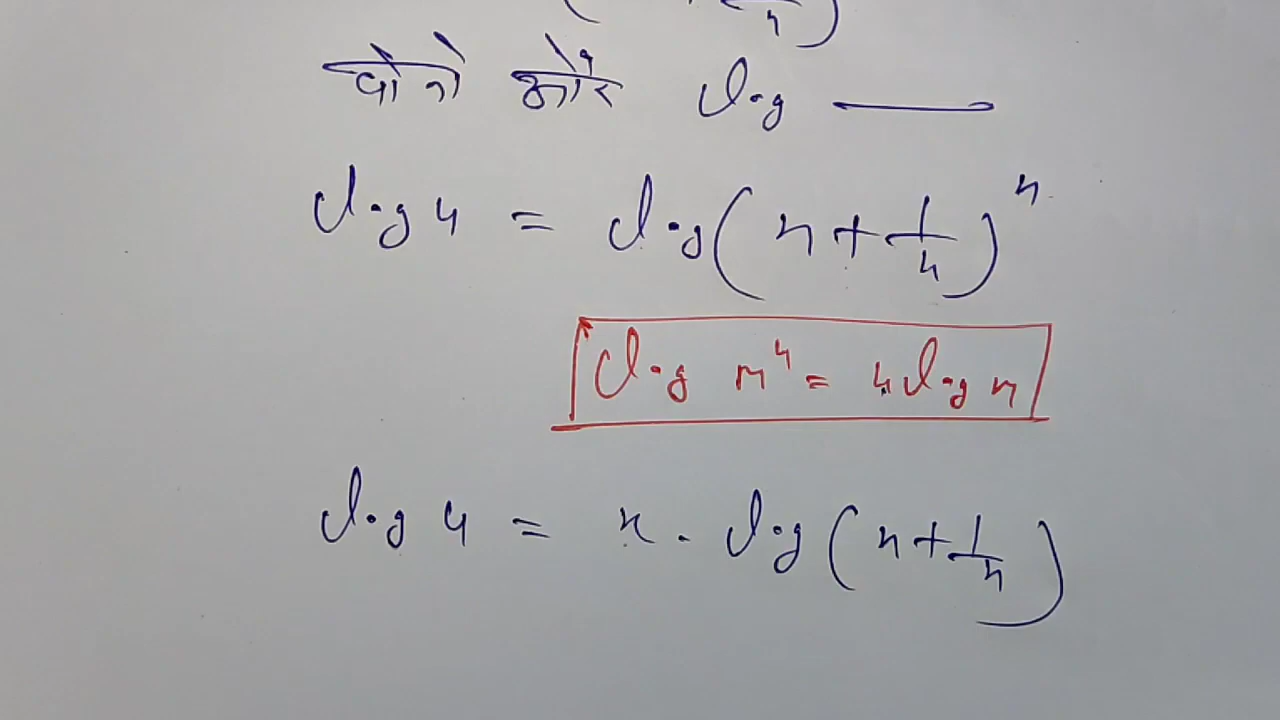 दोनो ओर log
log u = log(x + 1/x)^x
log m^n = n log m
log u = x · log(x + 1/x)